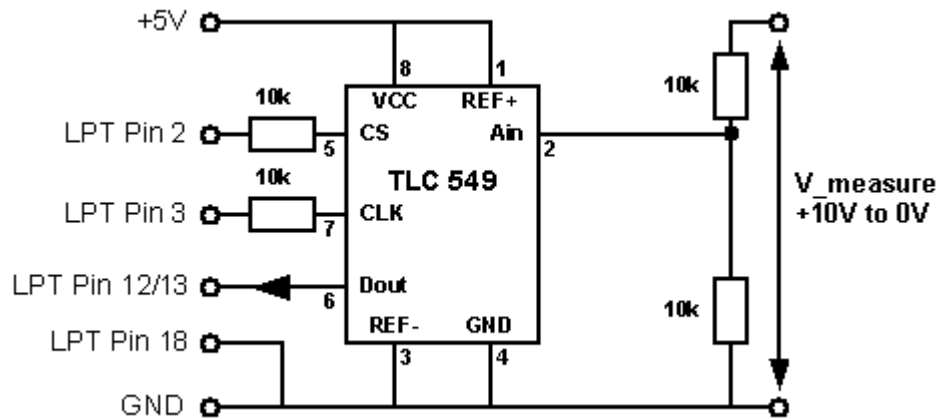 +5V
8
1
10k
VCC
REF+
10k
LPT Pin 2
5
CS
Ain
2
10k
TLC 549
V_measure
+10V to 0V
LPT Pin 3
7
CLK
LPT Pin 12/13
6
Dout
10k
LPT Pin 18
REF-
GND
3
4
GND